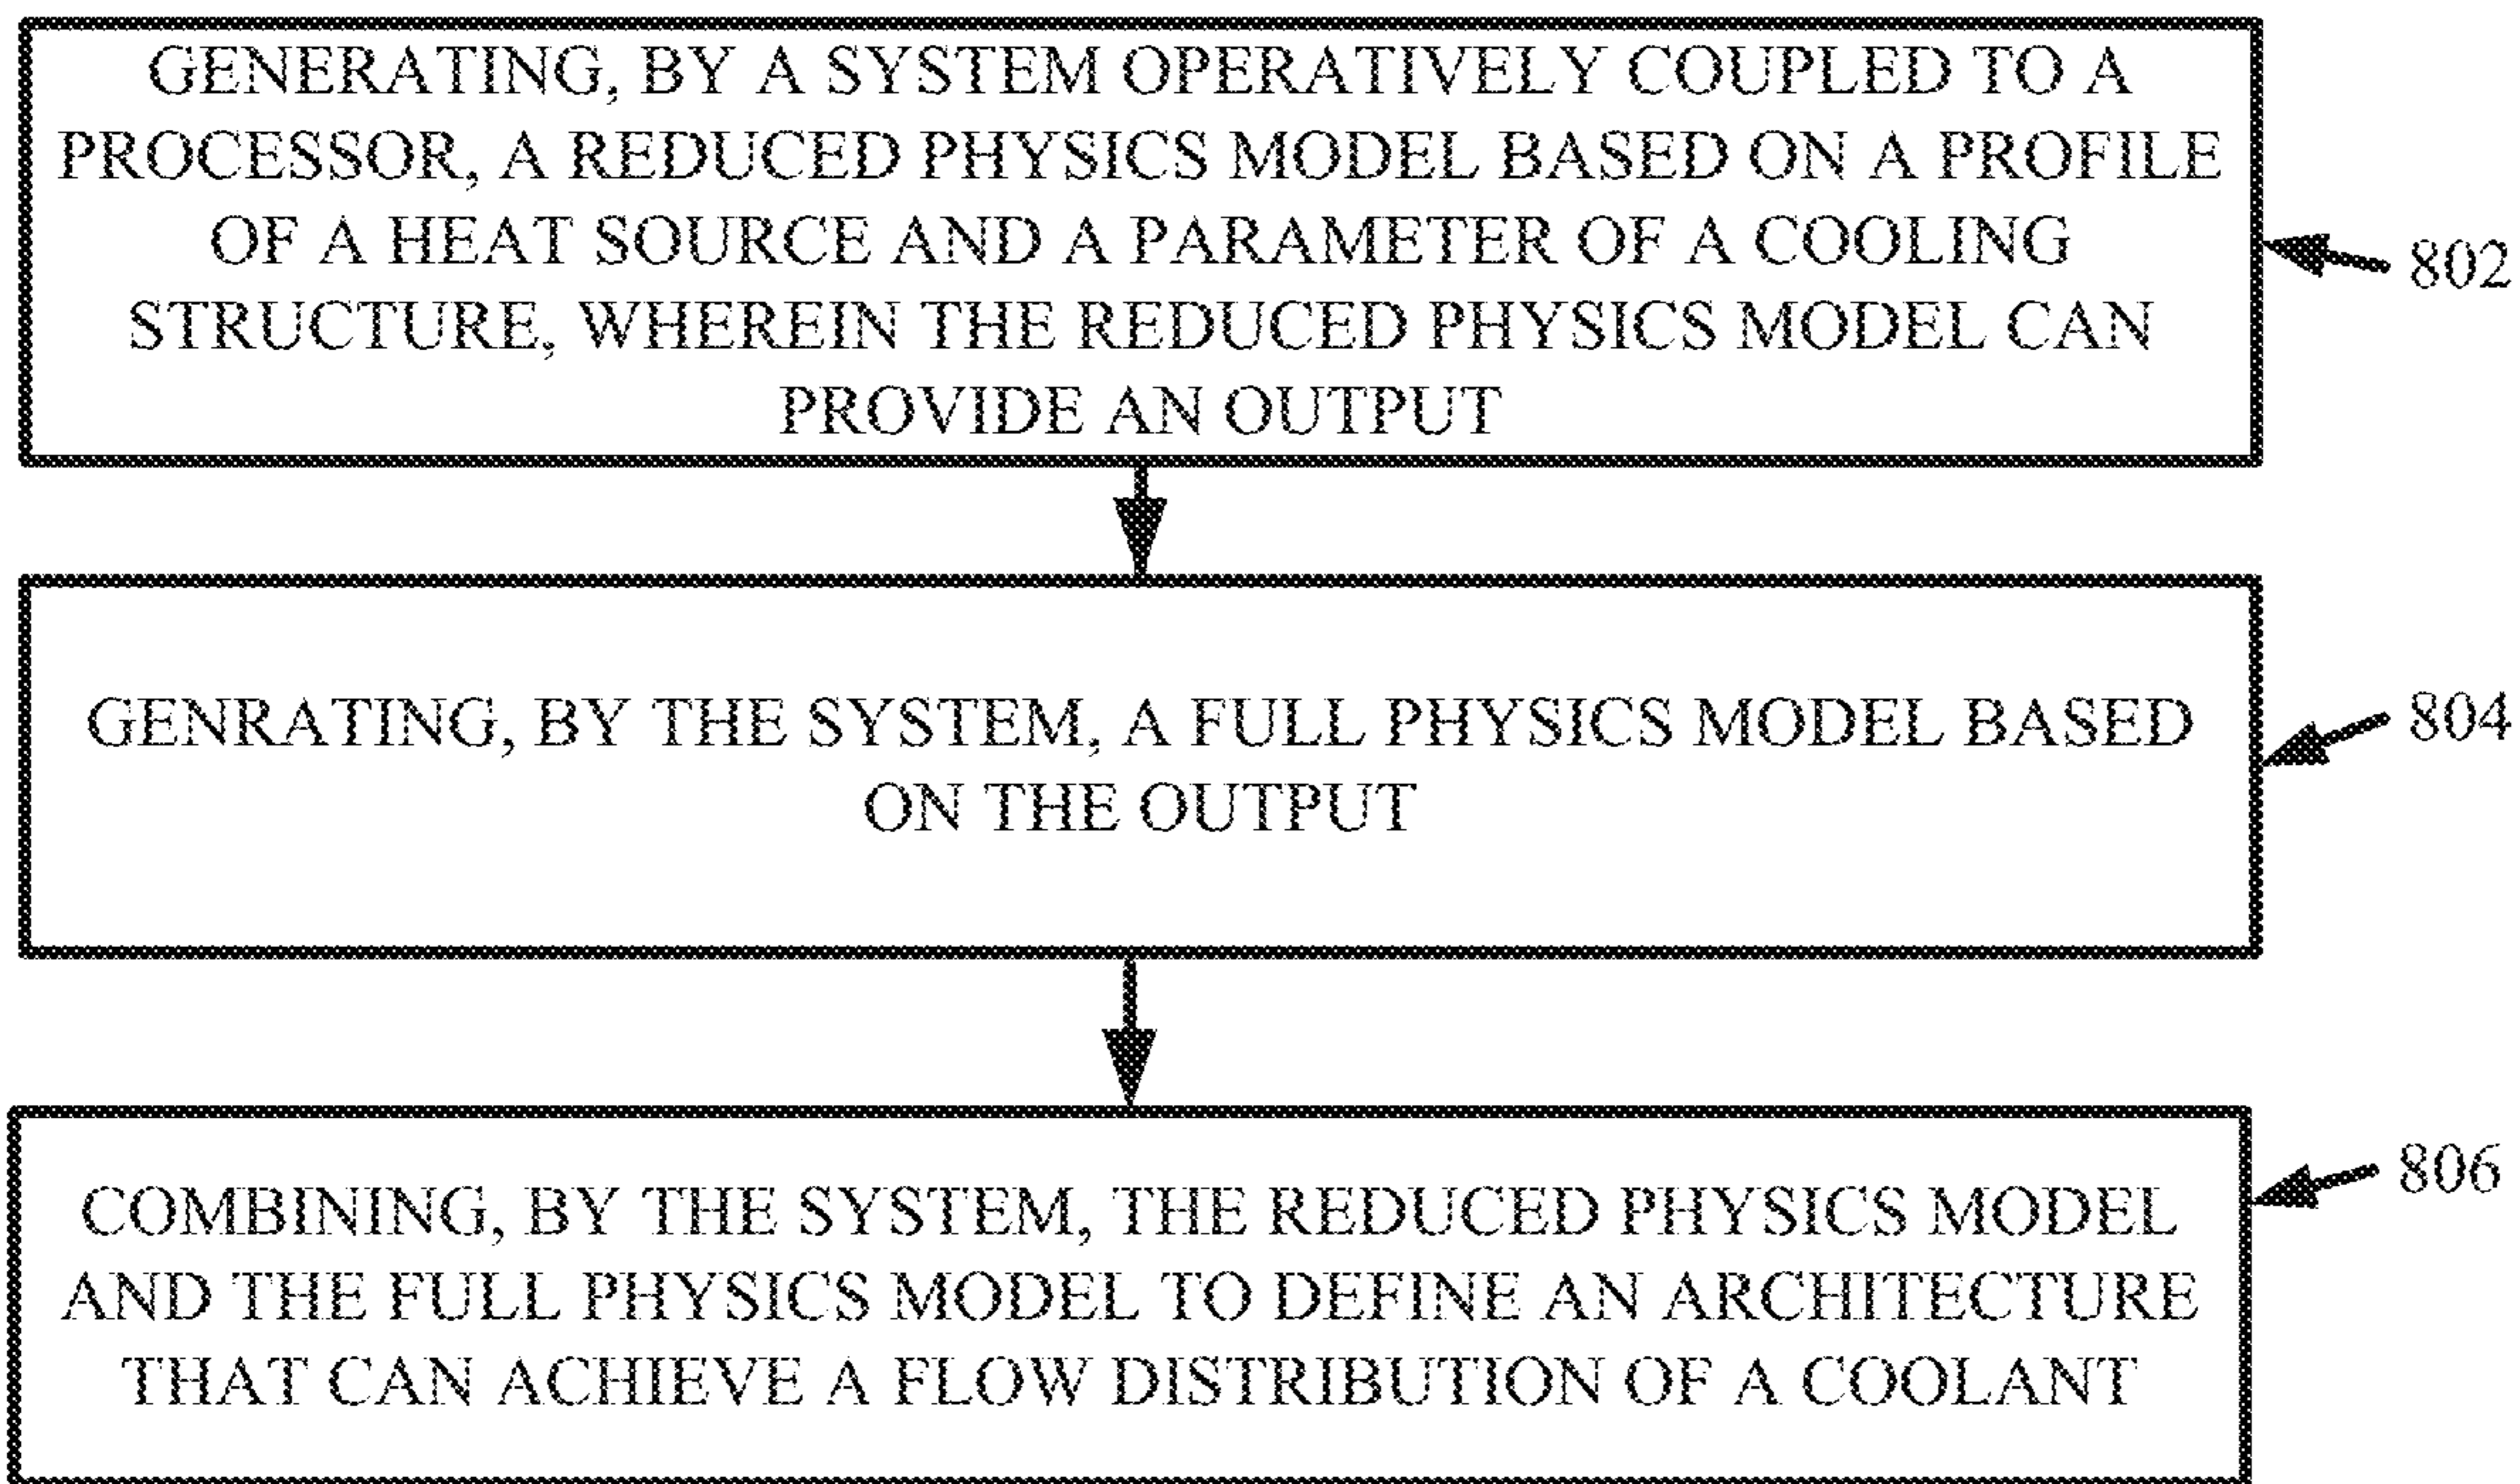 GENERATING, BY A SYSTEM OPERATIVELY COUPLED TO A
PROCESSOR, A REDUCED PHYSICS MODEL BASED ON A PROFILE
OF A HEAT SOURCE AND A PARAMETER OF A COOLING
STRUCTURE, WHEREIN THE REDUCED PHYSICS MODEL CAN
PROVIDE AN OUTPUT
802
GENRATING, BY THE SYSTEM, A FULL PHYSICS MODEL BASED
ON THE OUTPUT
804
COMBINING, BY THE SYSTEM, THE REDUCED PHYSICS MODEL
AND THE FULL PHYSICS MODEL TO DEFINE AN ARCHITECTURE
THAT CAN ACHIEVE A FLOW DISTRIBUTION OF A COOLANT
806